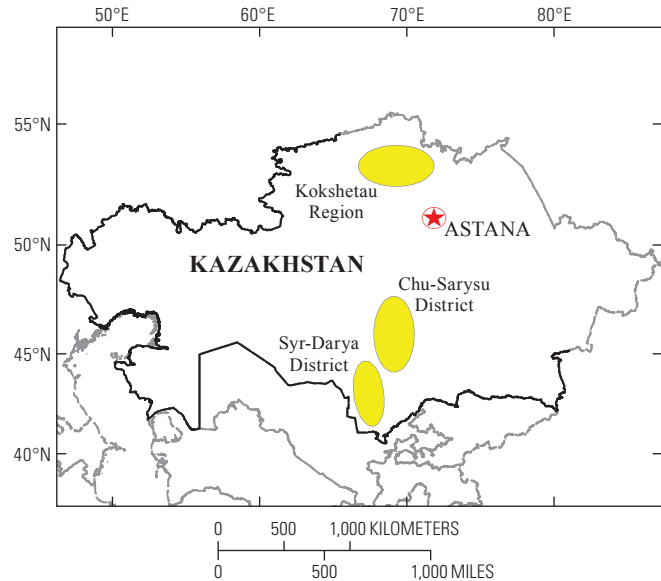 50°E 60°E 70°E 80°E
55°N
Kokshetau
Region
ASTANA
50°N
KAZAKHSTAN
Chu-Sarysu
District
Syr-Darya
District
45°N
40°N
0 500 1,000 KILOMETERS
0 500 1,000 MILES